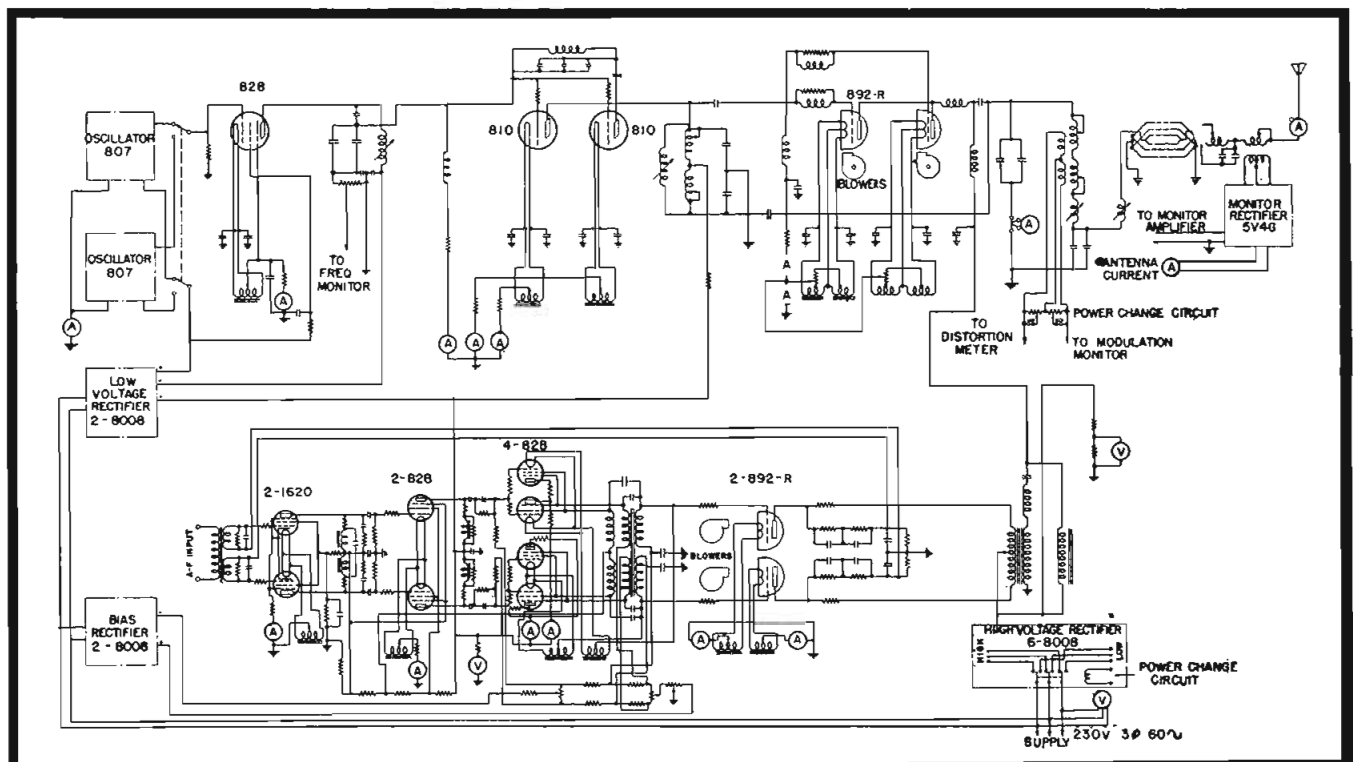 828
OSCILLATOR
807
OSCILLATOR
807
A
TO
FREQ
MONITOR
A
810
810
A
A
A
892-R
BLOWERS
A
A
TO
DISTORTION
METER
A
A
TO MONITOR
AMPLIFIER
MONITOR
RECTIFIER
5V4G
ANTENNA
CURRENT
A
POWER CHANGE CIRCUIT
TO MODULATION
MONITOR
LOW
VOLTAGE
RECTIFIER
2-8008
V
A-F INPUT
2-1620
2-828
4-828
2-892-R
BLOWERS
A
A
V
A
A
A
A
BIAS
RECTIFIER
2-8008
HIGH VOLTAGE RECTIFIER
6-8008
HIGH
LOW
POWER CHANGE
CIRCUIT
V
SUPPLY 230V 3ø 60~